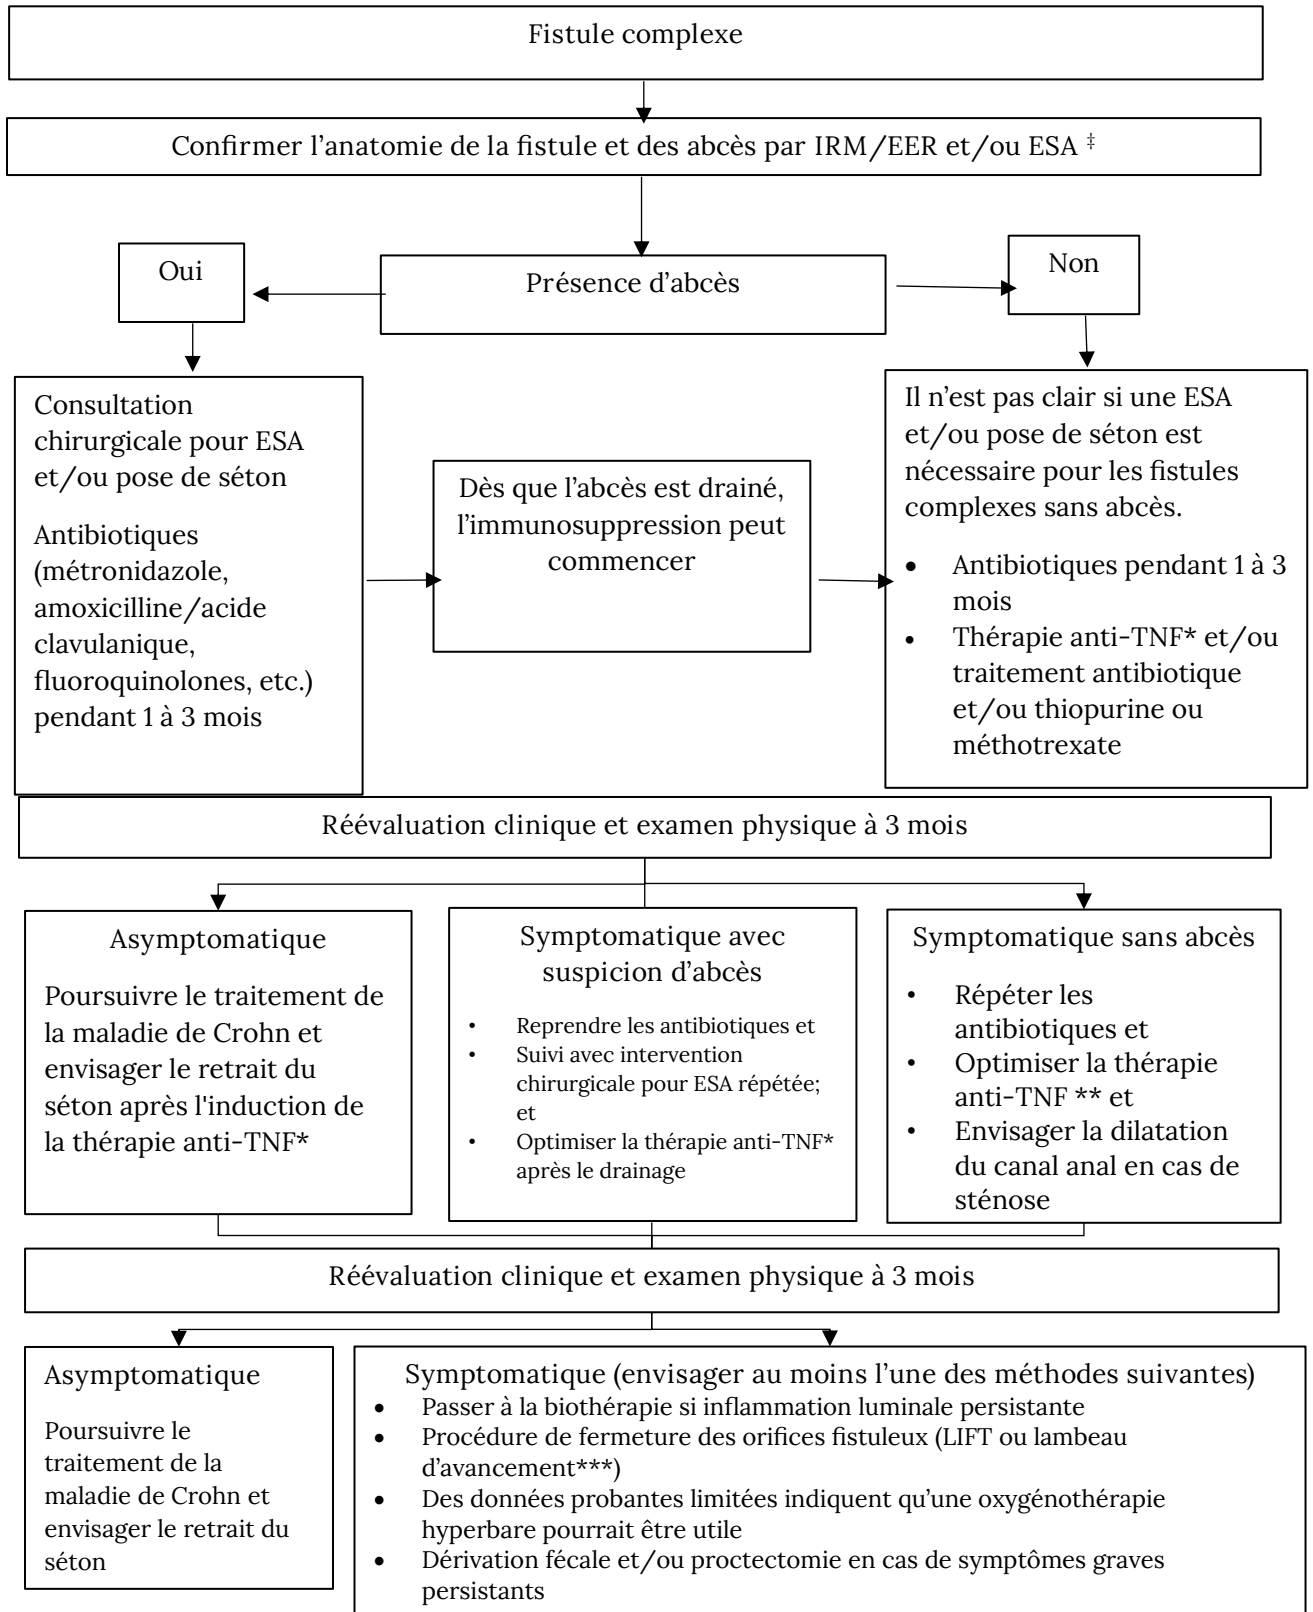 Fistule complexe
Confirmer l’anatomie de la fistule et des abcès par IRM/EER et/ou ESA ‡
Oui
Présence d’abcès
Non
Consultation
chirurgicale pour ESA
et/ou pose de séton
Antibiotiques
(métronidazole,
amoxicilline/acide
clavulanique,
fluoroquinolones, etc.)
pendant 1 à 3 mois
Dès que l’abcès est drainé,
l’immunosuppression peut
commencer
Il n’est pas clair si une ESA
et/ou pose de séton est
nécessaire pour les fistules
complexes sans abcès.
• Antibiotiques pendant 1 à 3
mois
• Thérapie anti-TNF* et/ou
traitement antibiotique
et/ou thiopurine ou
méthotrexate
Réévaluation clinique et examen physique à 3 mois
Asymptomatique
Poursuivre le traitement de
la maladie de Crohn et
envisager le retrait du
séton après l'induction de
la thérapie anti-TNF*
Symptomatique avec
suspicion d’abcès
• Reprendre les antibiotiques et
• Suivi avec intervention
chirurgicale pour ESA répétée;
et
• Optimiser la thérapie anti-TNF*
après le drainage
Symptomatique sans abcès
• Répéter les
antibiotiques et
• Optimiser la thérapie
anti-TNF ** et
• Envisager la dilatation
du canal anal en cas de
sténose
Réévaluation clinique et examen physique à 3 mois
Asymptomatique
Poursuivre le
traitement de la
maladie de Crohn et
envisager le retrait du
séton
Symptomatique (envisager au moins l’une des méthodes suivantes)
• Passer à la biothérapie si inflammation luminale persistante
• Procédure de fermeture des orifices fistuleux (LIFT ou lambeau
d’avancement***)
• Des données probantes limitées indiquent qu’une oxygénothérapie
hyperbare pourrait être utile
• Dérivation fécale et/ou proctectomie en cas de symptômes graves
persistants